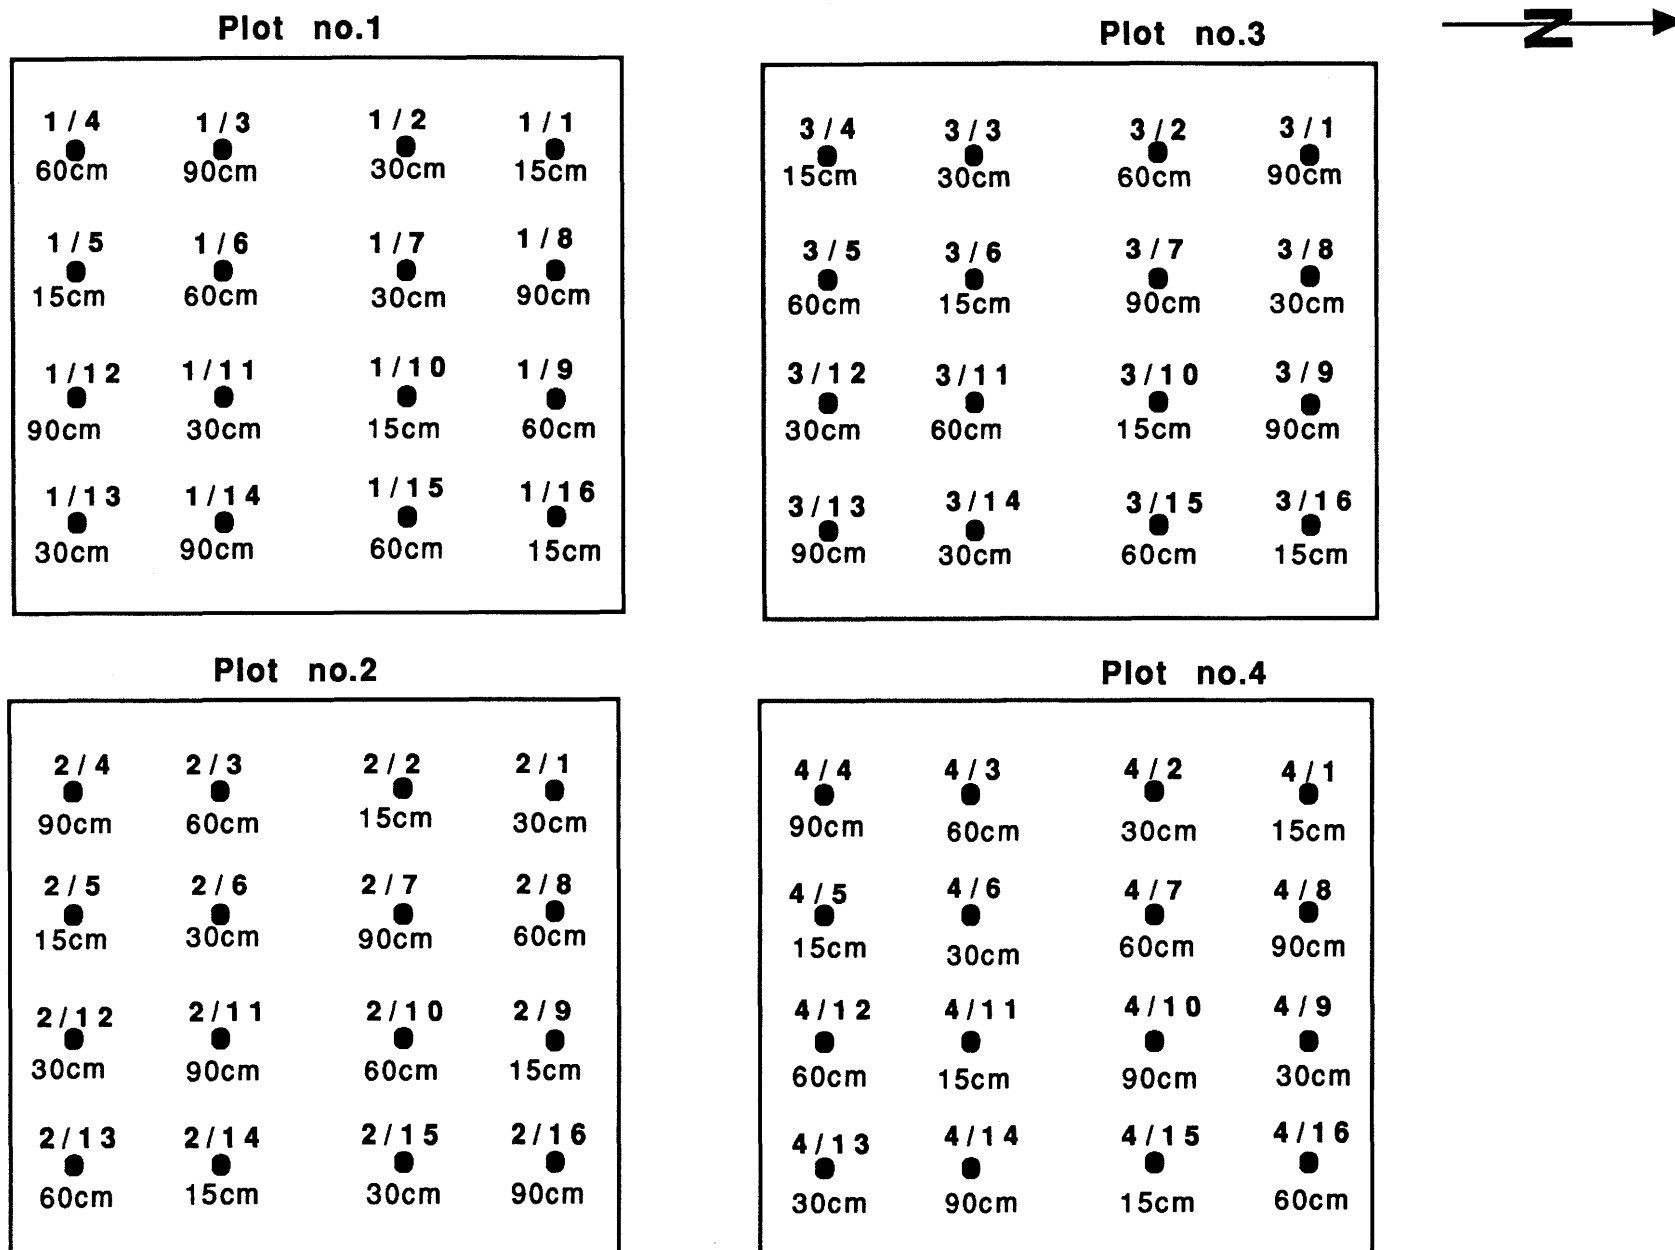 Plot no.1
1/4 1/3 1/2 1/1
60cm 90cm 30cm 15cm
1/5 1/6 1/7 1/8
15cm 60cm 30cm 90cm
1/12 1/11 1/10 1/9
90cm 30cm 15cm 60cm
1/13 1/14 1/15 1/16
30cm 90cm 60cm 15cm
Plot no.3
3/4 3/3 3/2 3/1
15cm 30cm 60cm 90cm
3/5 3/6 3/7 3/8
60cm 15cm 90cm 30cm
3/12 3/11 3/10 3/9
30cm 60cm 15cm 90cm
3/13 3/14 3/15 3/16
90cm 30cm 60cm 15cm
N
Plot no.2
2/4 2/3 2/2 2/1
90cm 60cm 15cm 30cm
2/5 2/6 2/7 2/8
15cm 30cm 90cm 60cm
2/12 2/11 2/10 2/9
30cm 90cm 60cm 15cm
2/13 2/14 2/15 2/16
60cm 15cm 30cm 90cm
Plot no.4
4/4 4/3 4/2 4/1
90cm 60cm 30cm 15cm
4/5 4/6 4/7 4/8
15cm 30cm 60cm 90cm
4/12 4/11 4/10 4/9
60cm 15cm 90cm 30cm
4/13 4/14 4/15 4/16
30cm 90cm 15cm 60cm